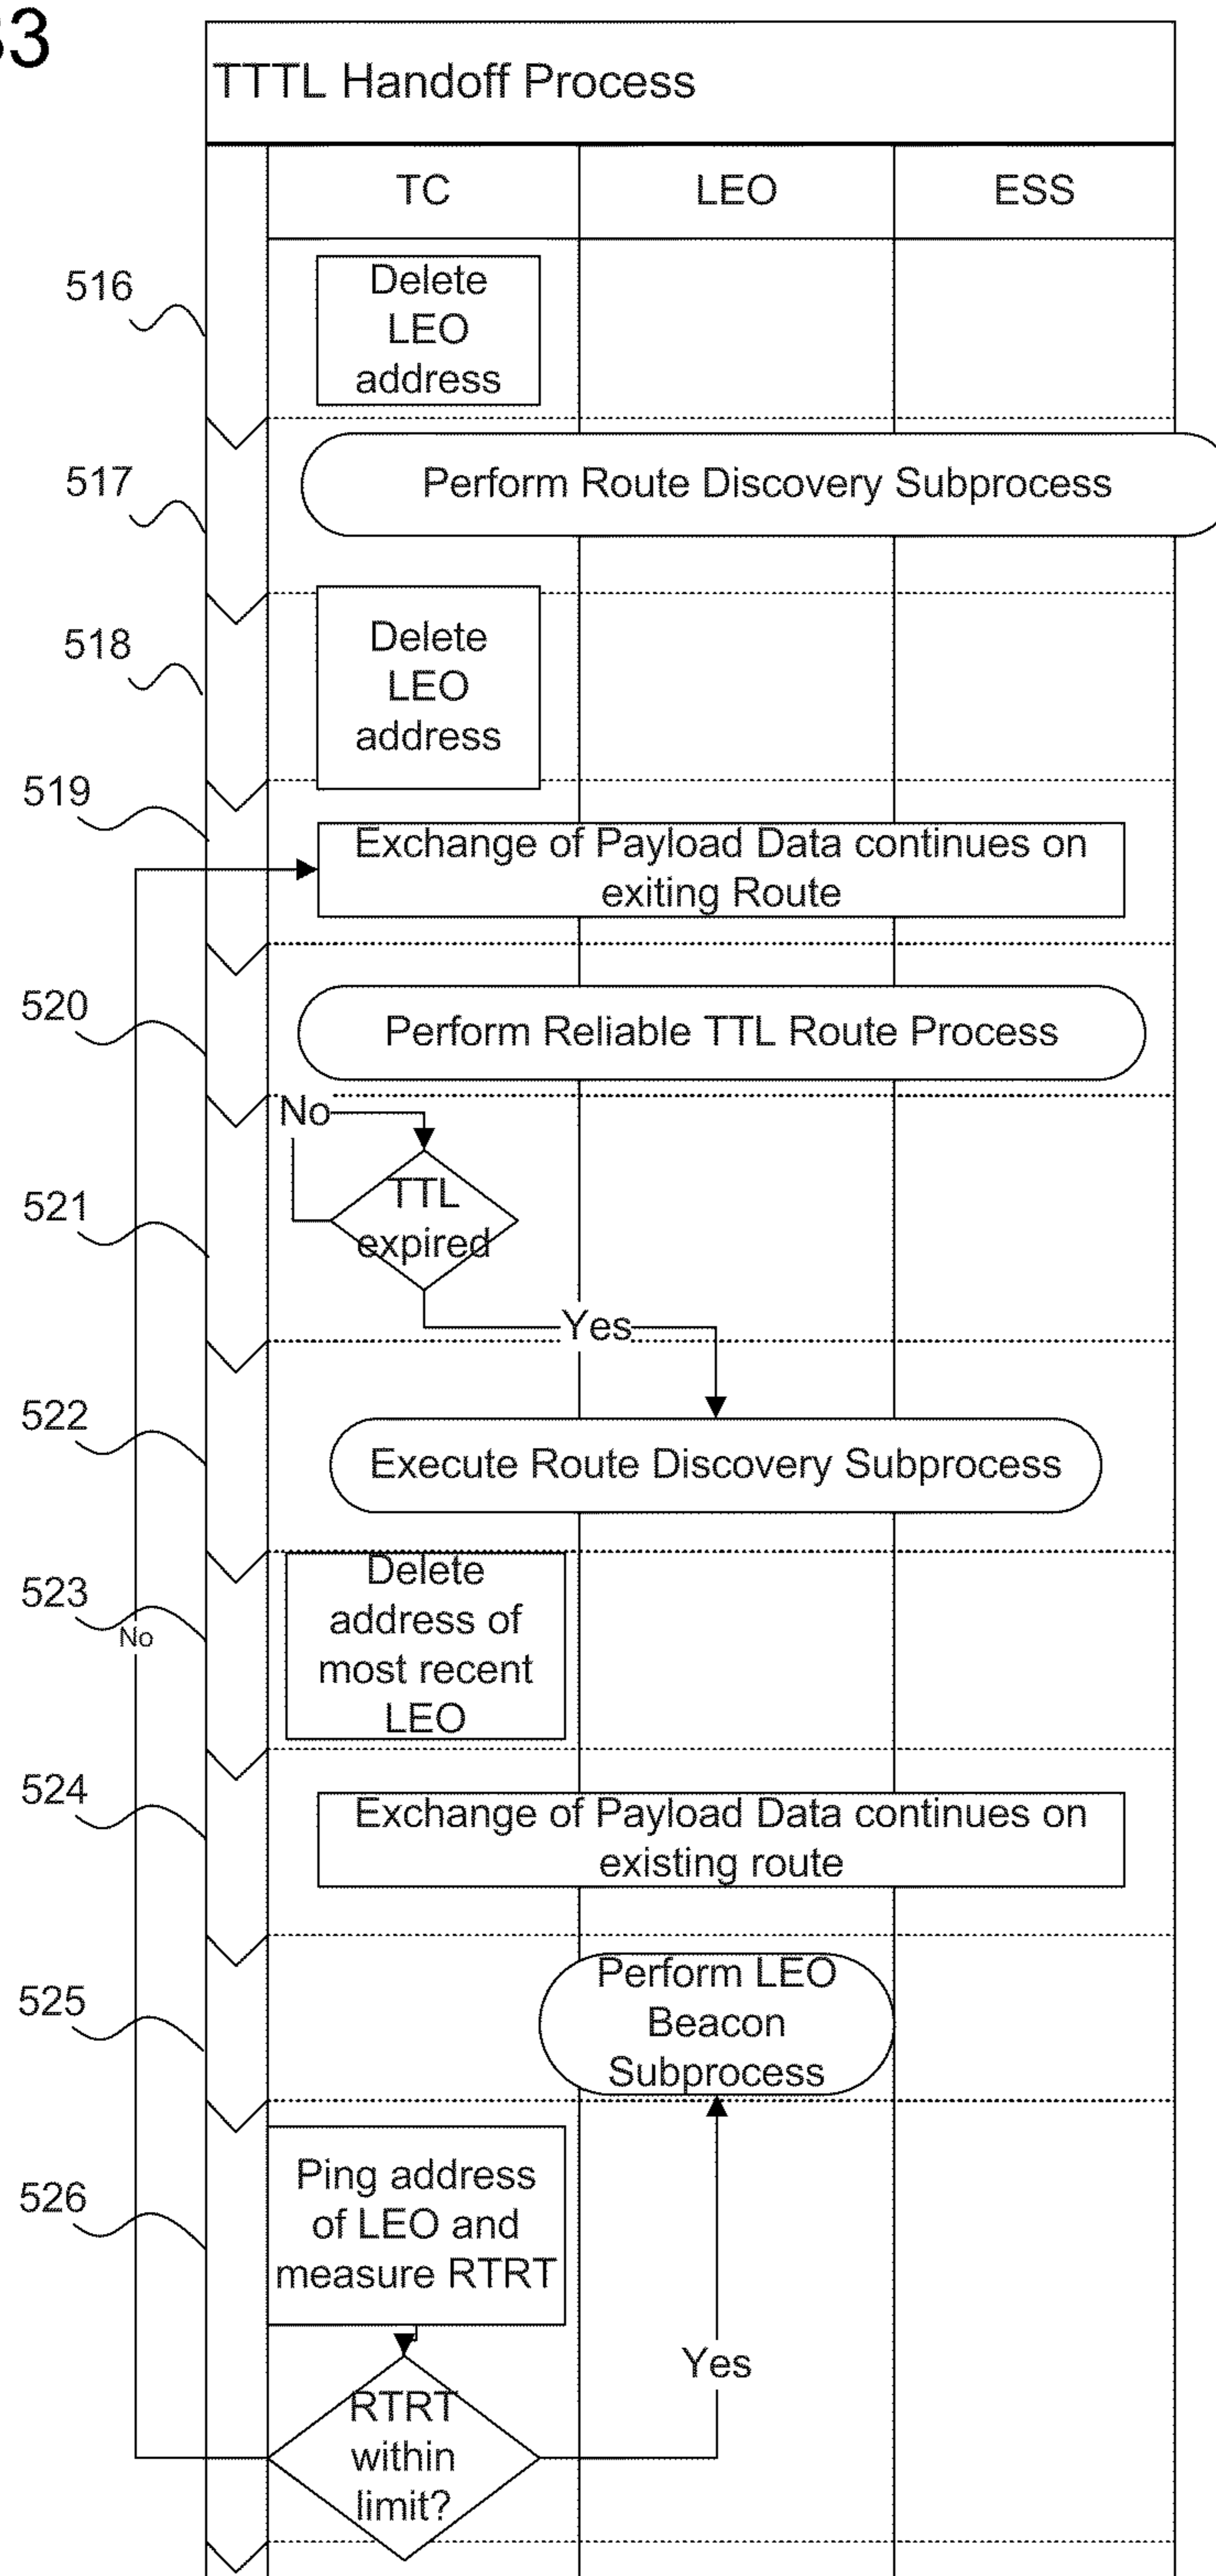 33
TTTL Handoff Process
TC LEO ESS
516
Delete
LEO
address
517
Perform Route Discovery Subprocess
518
Delete
LEO
address
519
Exchange of Payload Data continues on
exiting Route
520
Perform Reliable TTL Route Process
No
521
TTL
expired
Yes
522
Execute Route Discovery Subprocess
523
No
Delete
address of
most recent
LEO
524
Exchange of Payload Data continues on
existing route
525
Perform LEO
Beacon
Subprocess
526
Ping address
of LEO and
measure RTRT
Yes
RTRT
within
limit?